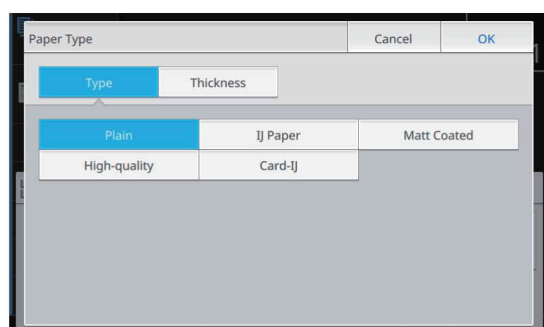 Paper Type Cancel OK
Type Thickness
Plain IJ Paper Matt Coated
High-quality Card-IJ